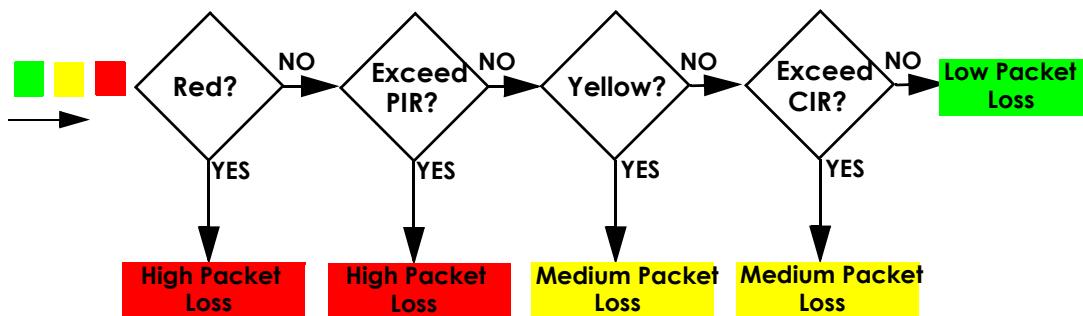 Red?
NO
Exceed
PIR?
NO
Yellow?
NO
Exceed
CIR?
NO
Low Packet
Loss
YES
YES
YES
YES
High Packet
Loss
High Packet
Loss
Medium Packet
Loss
Medium Packet
Loss